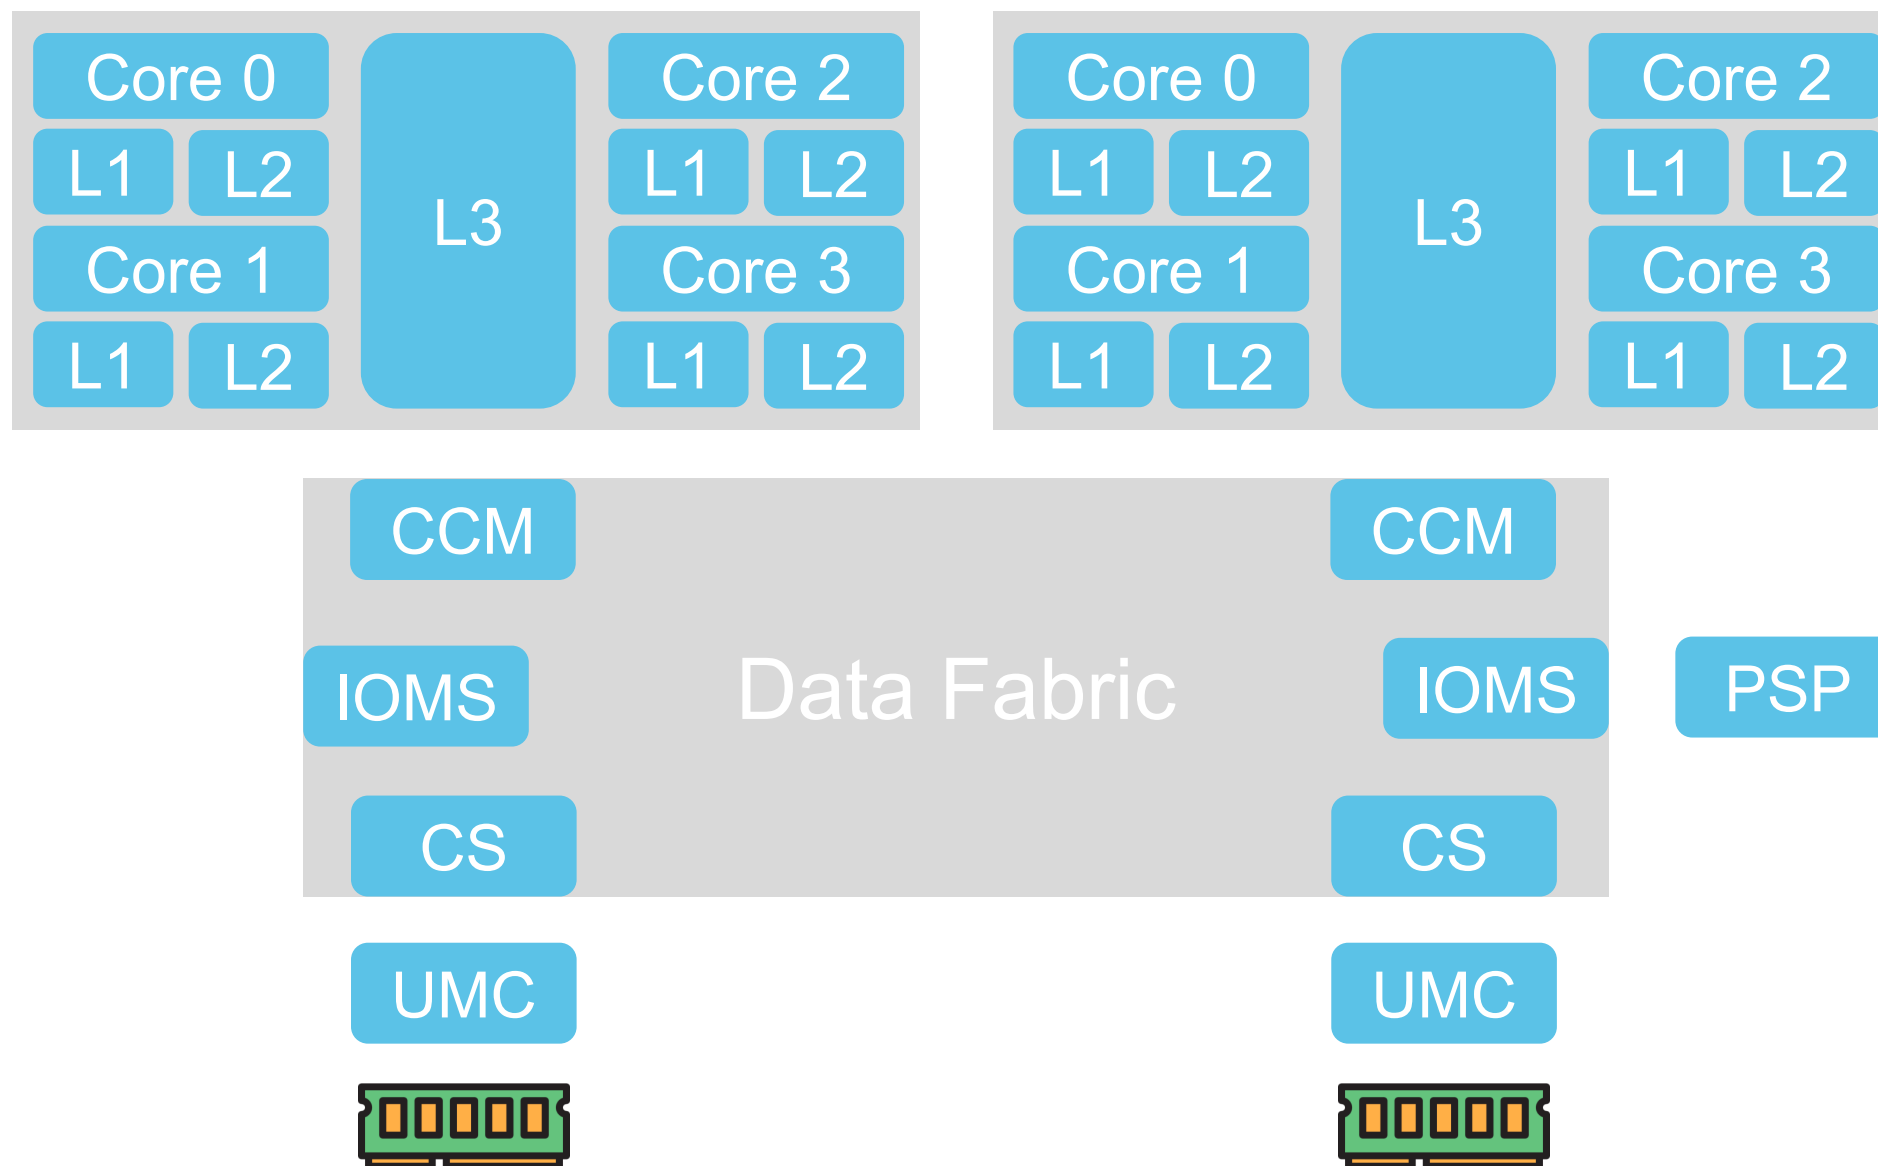 Core 0
L1 L2
Core 1
L1 L2
L3
Core 2
L1 L2
Core 3
L1 L2
Core 0
L1 L2
Core 1
L1 L2
L3
Core 2
L1 L2
Core 3
L1 L2
CCM
CCM
IOMS
Data Fabric
IOMS
PSP
CS
CS
UMC
UMC